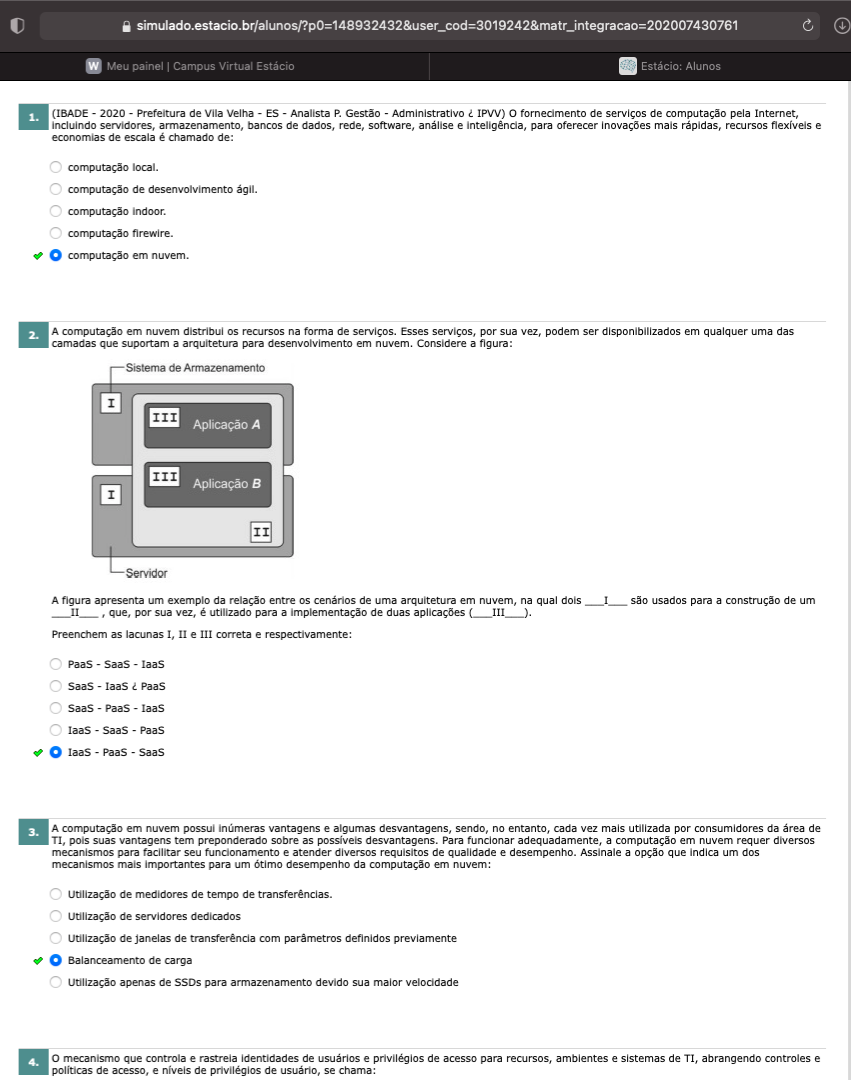 simulado.estacio.br/alunos/?p0=148932432&user_cod=3019242&matr_integracao=202007430761
W Meu painel | Campus Virtual Estácio
Estácio: Alunos
1. (IBADE - 2020 - Prefeitura de Vila Velha - ES - Analista P. Gestão - Administrativo ¿ IPVV) O fornecimento de serviços de computação pela Internet,
incluindo servidores, armazenamento, bancos de dados, rede, software, análise e inteligência, para oferecer inovações mais rápidas, recursos flexíveis e
economias de escala é chamado de:
computação local.
computação de desenvolvimento ágil.
computação indoor.
computação firewire.
computação em nuvem.
2. A computação em nuvem distribui os recursos na forma de serviços. Esses serviços, por sua vez, podem ser disponibilizados em qualquer uma das
camadas que suportam a arquitetura para desenvolvimento em nuvem. Considere a figura:
Sistema de Armazenamento
I
III Aplicação A
III Aplicação B
I
II
Servidor
A figura apresenta um exemplo da relação entre os cenários de uma arquitetura em nuvem, na qual dois ___I___ são usados para a construção de um
___II___ , que, por sua vez, é utilizado para a implementação de duas aplicações (___III___).
Preenchem as lacunas I, II e III correta e respectivamente:
PaaS - SaaS - IaaS
SaaS - IaaS ¿ PaaS
SaaS - PaaS - IaaS
IaaS - SaaS - PaaS
IaaS - PaaS - SaaS
3. A computação em nuvem possui inúmeras vantagens e algumas desvantagens, sendo, no entanto, cada vez mais utilizada por consumidores da área de
TI, pois suas vantagens tem preponderado sobre as possíveis desvantagens. Para funcionar adequadamente, a computação em nuvem requer diversos
mecanismos para facilitar seu funcionamento e atender diversos requisitos de qualidade e desempenho. Assinale a opção que indica um dos
mecanismos mais importantes para um ótimo desempenho da computação em nuvem:
Utilização de medidores de tempo de transferências.
Utilização de servidores dedicados
Utilização de janelas de transferência com parâmetros definidos previamente
Balanceamento de carga
Utilização apenas de SSDs para armazenamento devido sua maior velocidade
4. O mecanismo que controla e rastreia identidades de usuários e privilégios de acesso para recursos, ambientes e sistemas de TI, abrangendo controles e
políticas de acesso, e níveis de privilégios de usuário, se chama: